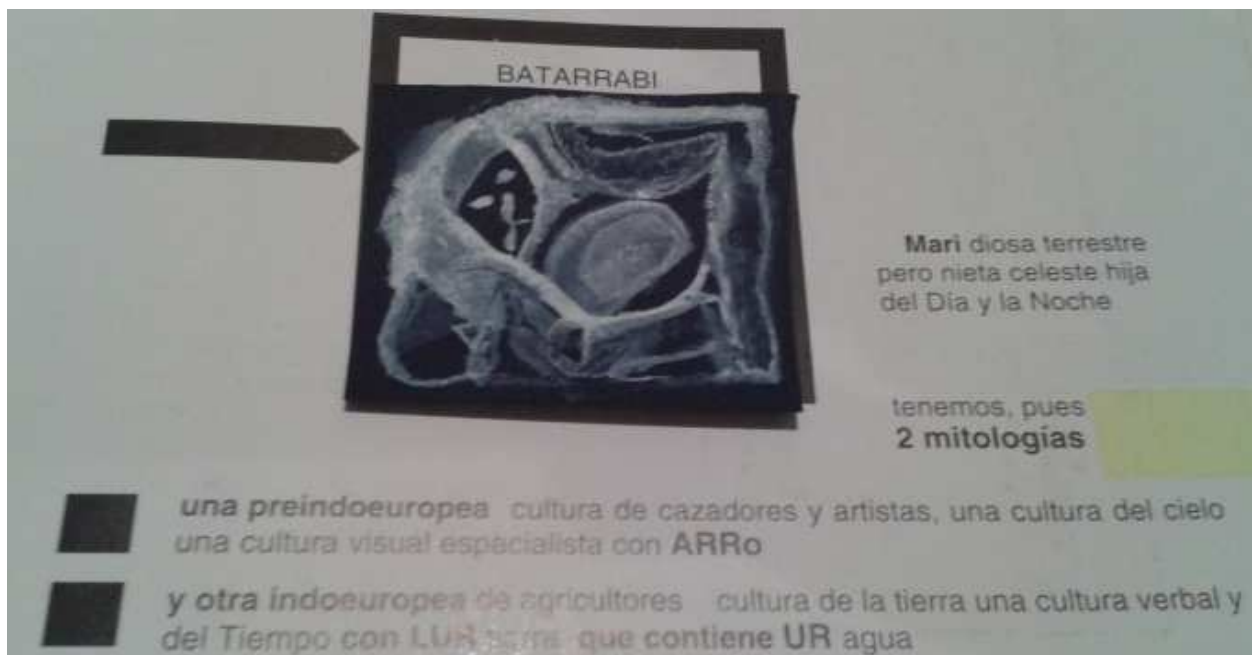 BATARRABI
Mari diosa terrestre
pero nieta celeste hija
del Día y la Noche
tenemos, pues
2 mitologías
una preindoeuropea cultura de cazadores y artistas, una cultura del cielo
una cultura visual espacialista con ARRo
y otra indoeuropea de agricultores cultura de la tierra una cultura verbal y
del Tiempo con LUR tierra que contiene UR agua